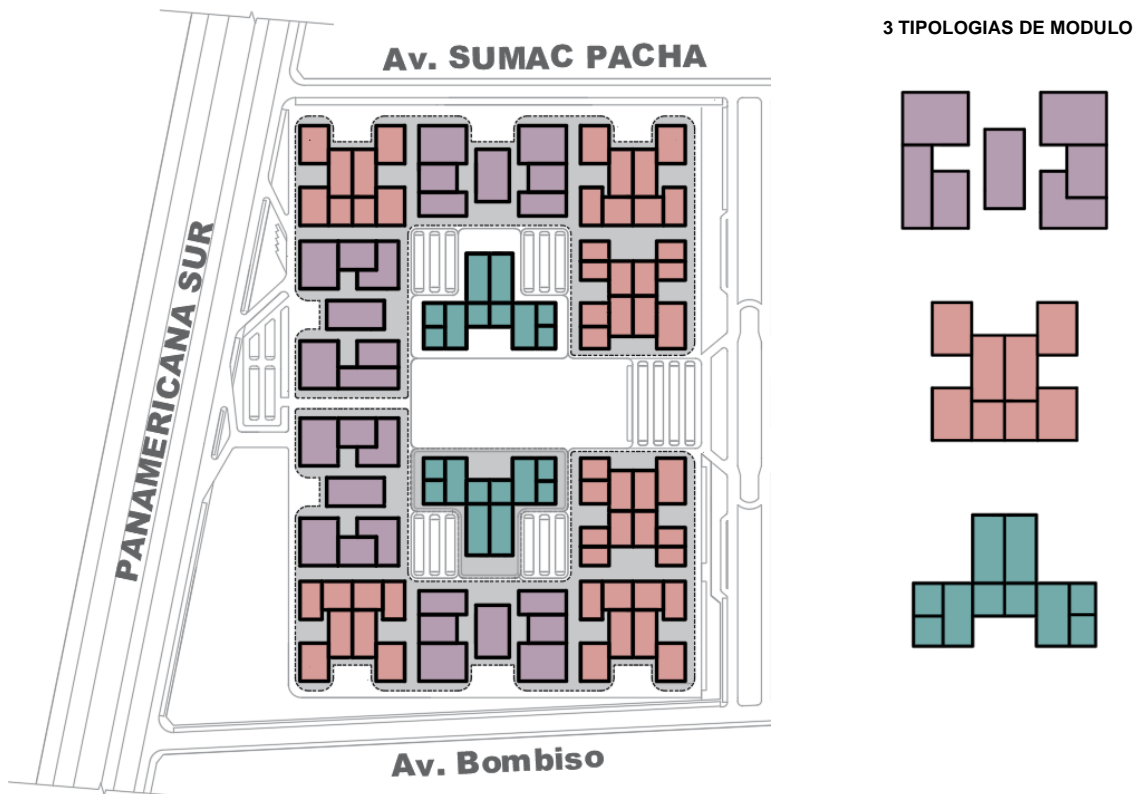 3 TIPOLOGIAS DE MODULO
Av. SUMAC PACHA
PANAMERICANA SUR
Av. Bombiso